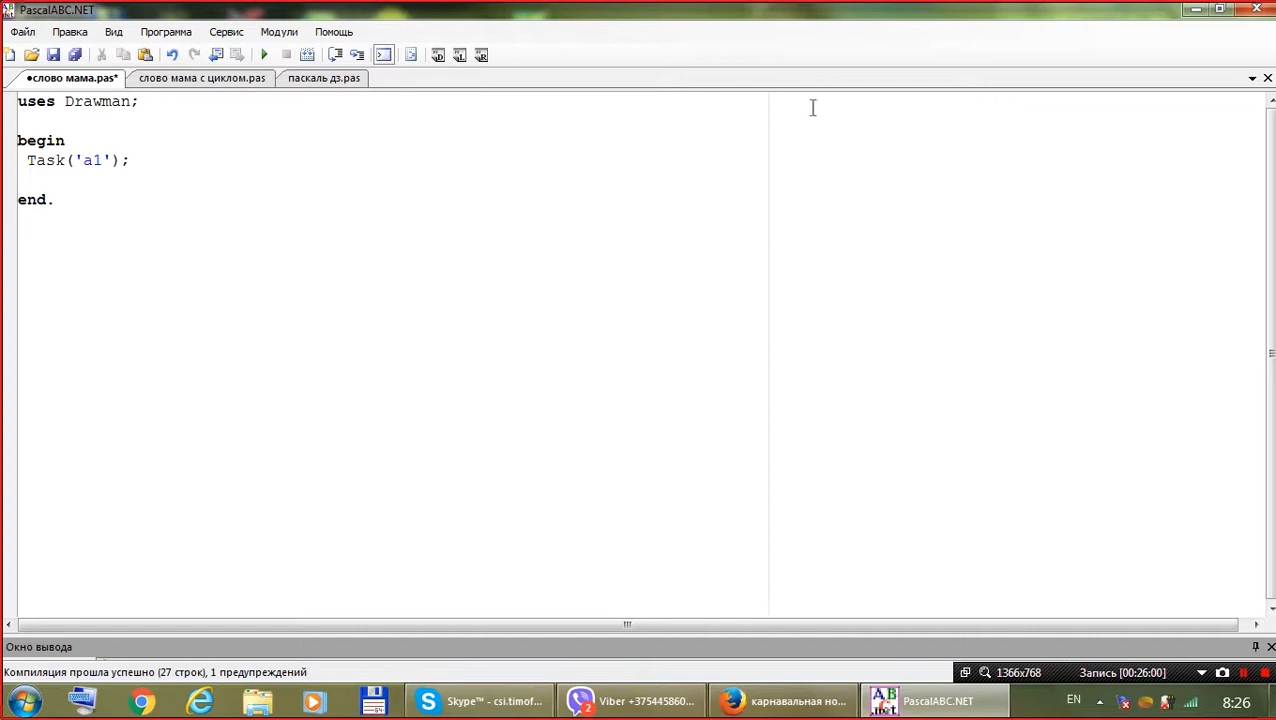 PascalABC.NET
Файл Правка Вид Программа Сервис Модули Помощь
•слово мама.pas* слово мама с циклом.pas паскаль дз.pas
uses Drawman;
begin
Task('a1');
end.
Окно вывода
Компиляция прошла успешно (27 строк), 1 предупреждений 1366x768 Запись [00:26:00]
Skype™ - csi.timof... Viber +375445860... карнавальная но... PascalABC.NET EN 8:26